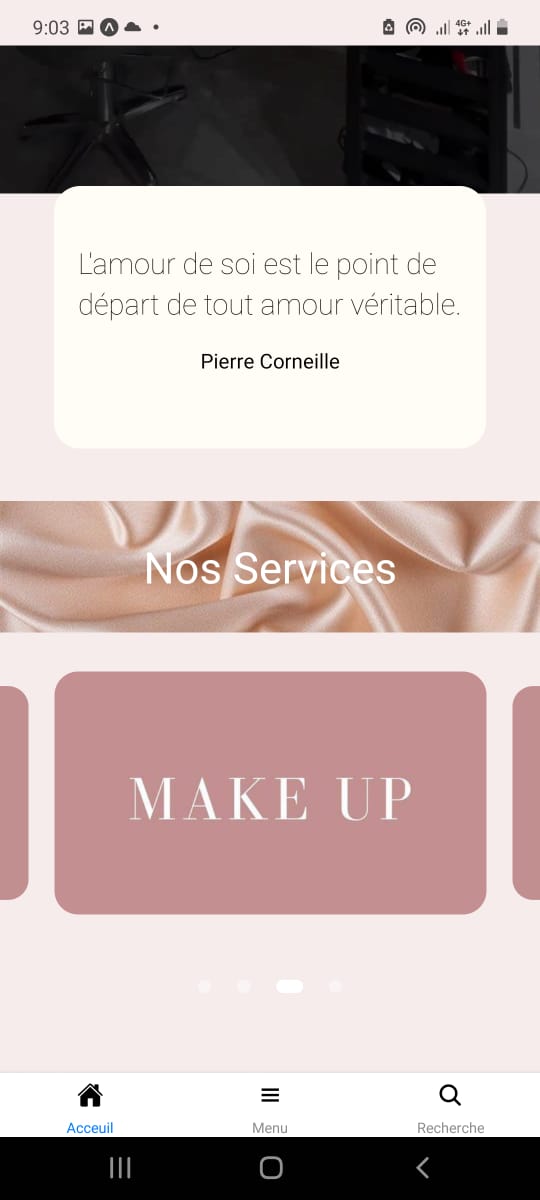 9:03
4G+
L'amour de soi est le point de
départ de tout amour véritable.
Pierre Corneille
Nos Services
MAKE UP
Acceuil
Menu
Recherche